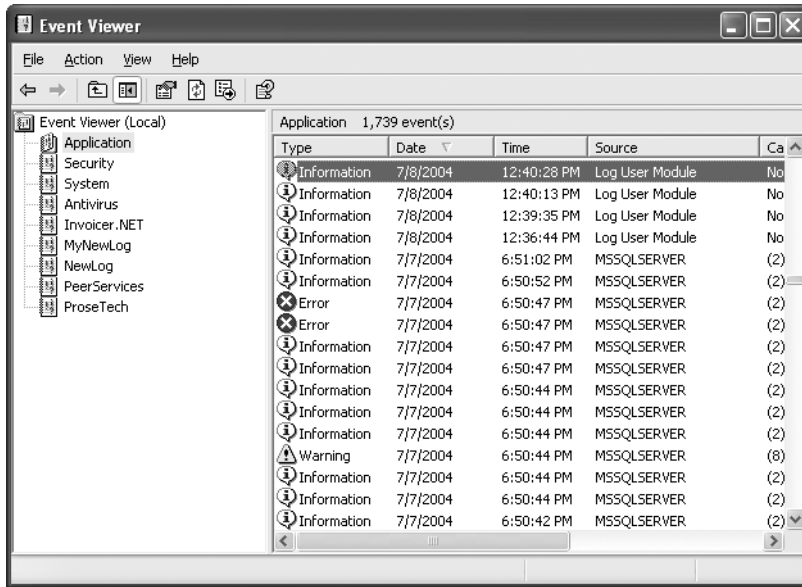 Event Viewer
File Action View Help
Event Viewer (Local)
Application
Security
System
Antivirus
Invoicer.NET
MyNewLog
NewLog
PeerServices
ProseTech
Application 1,739 event(s)
Type Date Time Source Ca
Information 7/8/2004 12:40:28 PM Log User Module No
Information 7/8/2004 12:40:13 PM Log User Module No
Information 7/8/2004 12:39:35 PM Log User Module No
Information 7/8/2004 12:36:44 PM Log User Module No
Information 7/7/2004 6:51:02 PM MSSQLSERVER (2)
Information 7/7/2004 6:50:52 PM MSSQLSERVER (2)
Error 7/7/2004 6:50:47 PM MSSQLSERVER (2)
Error 7/7/2004 6:50:47 PM MSSQLSERVER (2)
Information 7/7/2004 6:50:47 PM MSSQLSERVER (2)
Information 7/7/2004 6:50:47 PM MSSQLSERVER (2)
Information 7/7/2004 6:50:44 PM MSSQLSERVER (2)
Information 7/7/2004 6:50:44 PM MSSQLSERVER (2)
Information 7/7/2004 6:50:44 PM MSSQLSERVER (2)
Warning 7/7/2004 6:50:44 PM MSSQLSERVER (8)
Information 7/7/2004 6:50:44 PM MSSQLSERVER (2)
Information 7/7/2004 6:50:44 PM MSSQLSERVER (2)
Information 7/7/2004 6:50:42 PM MSSQLSERVER (2)